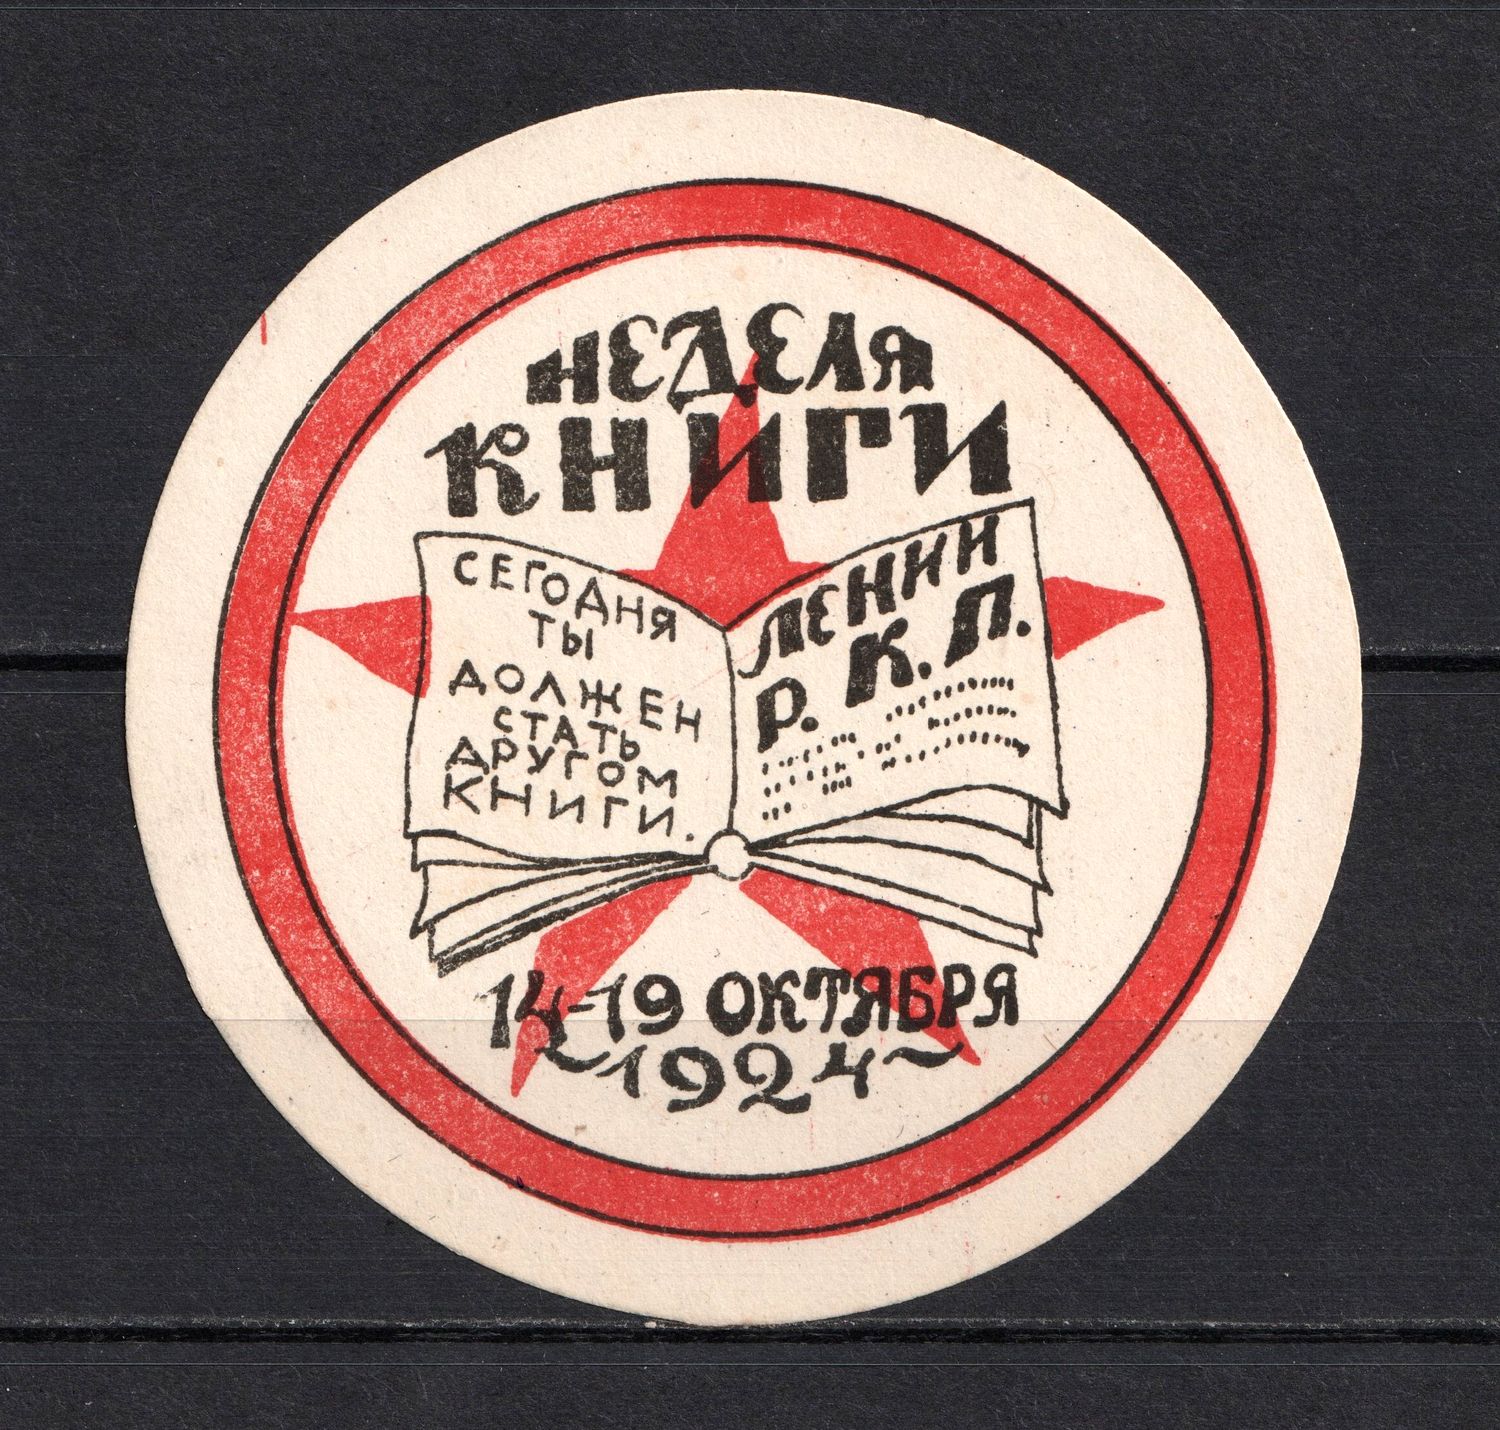 НЕДЕЛЯ
КНИГИ
СЕГОДНЯ
ТЫ
ДОЛЖЕН
СТАТЬ
ДРУГОМ
КНИГИ.
ЛЕНИН
Р. К. П.
14-19 ОКТЯБРЯ
~1924~